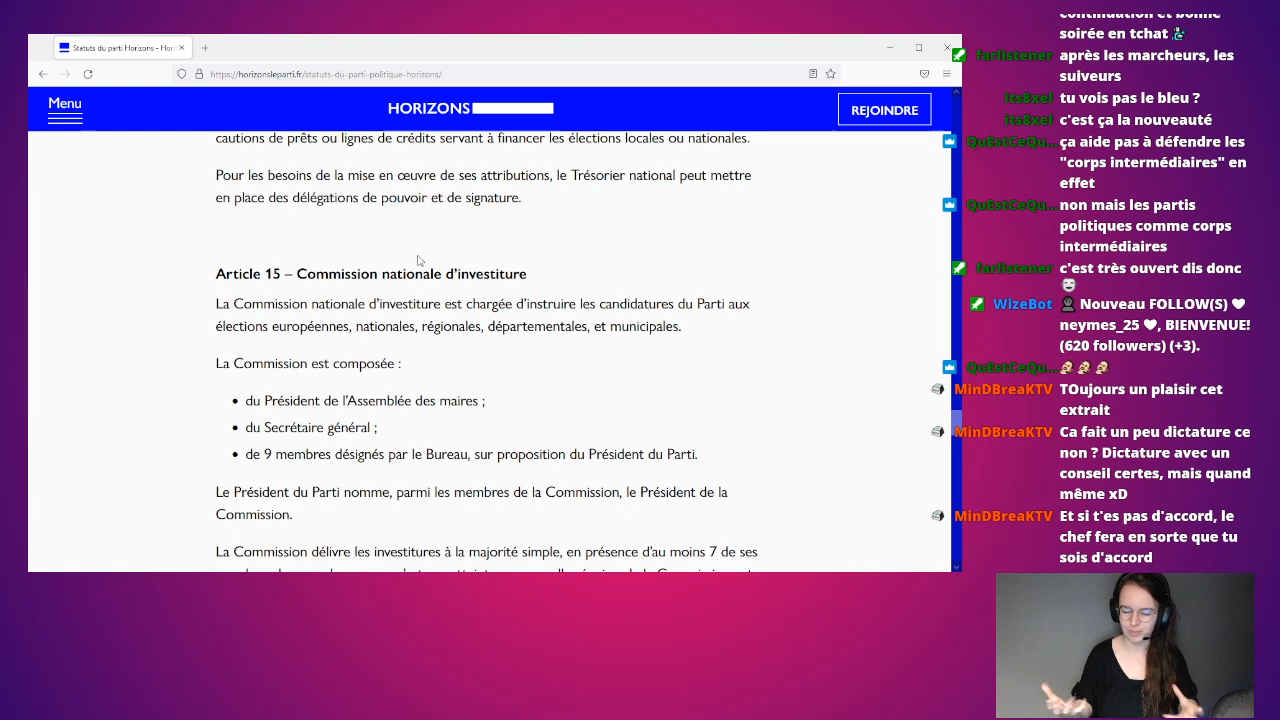 Statuts du parti Horizons - Hor
https://horizonsleparti.fr/statuts-du-parti-politique-horizons/
Menu
HORIZONS
REJOINDRE
cautions de prêts ou lignes de crédits servant à financer les élections locales ou nationales.
Pour les besoins de la mise en œuvre de ses attributions, le Trésorier national peut mettre
en place des délégations de pouvoir et de signature.
Article 15 – Commission nationale d'investiture
La Commission nationale d'investiture est chargée d'instruire les candidatures du Parti aux
élections européennes, nationales, régionales, départementales, et municipales.
La Commission est composée :
• du Président de l'Assemblée des maires ;
• du Secrétaire général ;
• de 9 membres désignés par le Bureau, sur proposition du Président du Parti.
Le Président du Parti nomme, parmi les membres de la Commission, le Président de la
Commission.
La Commission délivre les investitures à la majorité simple, en présence d'au moins 7 de ses
continuation et bonne
soirée en tchat
farlistener après les marcheurs, les
suiveurs
its8xel tu vois pas le bleu ?
its8xel c'est ça la nouveauté
QuEstCeQu... ça aide pas à défendre les
"corps intermédiaires" en
effet
QuEstCeQu... non mais les partis
politiques comme corps
intermédiaires
farlistener c'est très ouvert dis donc
WizeBot Nouveau FOLLOW(S) ♥
neymes_25 ♥, BIENVENUE!
(620 followers) (+3).
QuEstCeQu...
MinDBreaKTV TOujours un plaisir cet
extrait
MinDBreaKTV Ca fait un peu dictature ce
non ? Dictature avec un
conseil certes, mais quand
même xD
MinDBreaKTV Et si t'es pas d'accord, le
chef fera en sorte que tu
sois d'accord